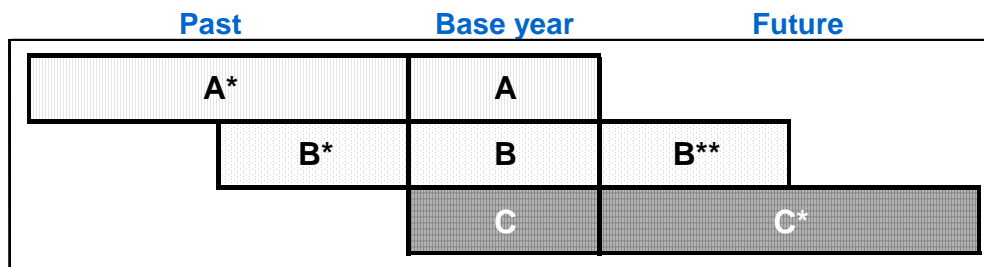 Past Base year Future
A* A
B* B B**
C C*